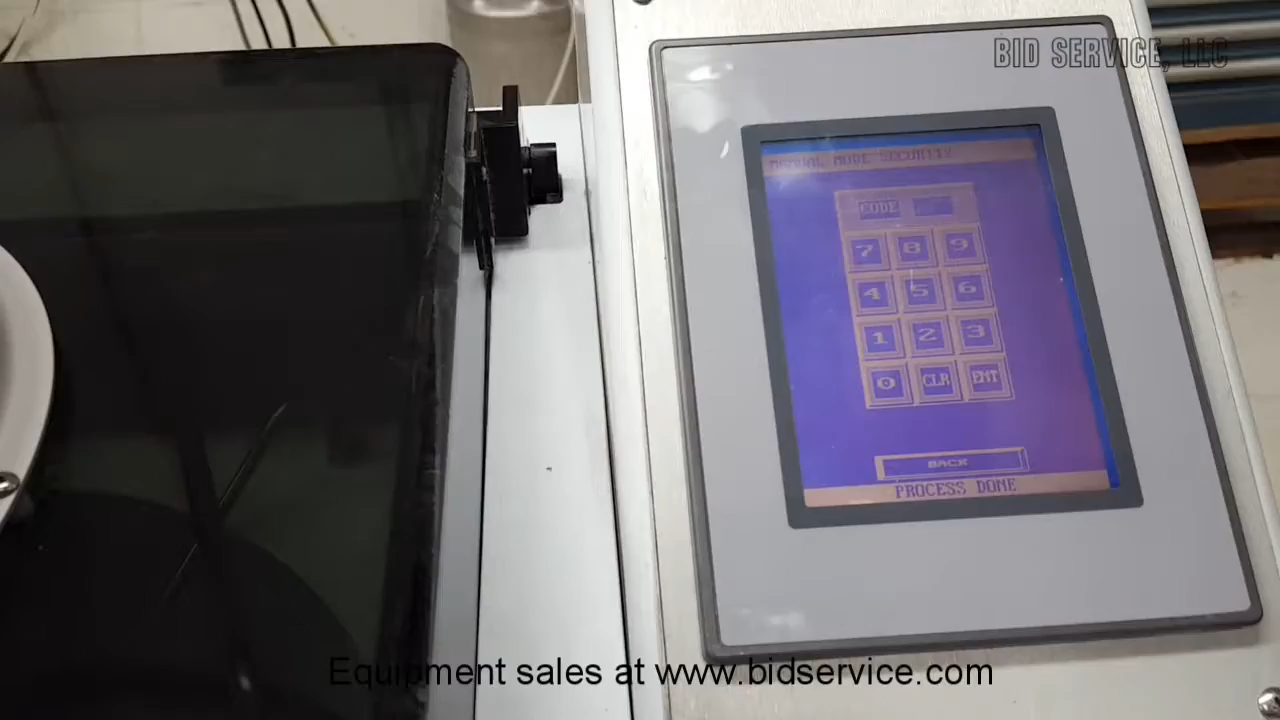 BID SERVICE, LLC
MANUAL MODE SECURITY
CODE
7 8 9
4 5 6
1 2 3
0 CLR ENT
BACK
PROCESS DONE
Equipment sales at www.bidservice.com